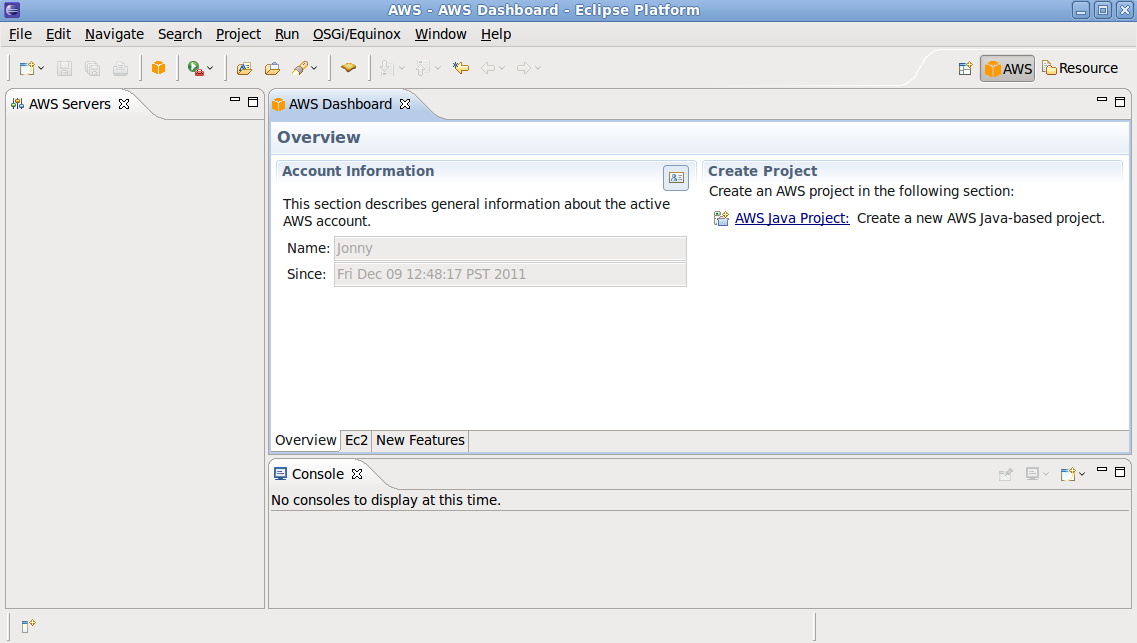 AWS - AWS Dashboard - Eclipse Platform
File Edit Navigate Search Project Run OSGi/Equinox Window Help
AWS Resource
AWS Servers
AWS Dashboard
Overview
Account Information
This section describes general information about the active
AWS account.
Name: Jonny
Since: Fri Dec 09 12:48:17 PST 2011
Create Project
Create an AWS project in the following section:
AWS Java Project: Create a new AWS Java-based project.
Overview Ec2 New Features
Console
No consoles to display at this time.